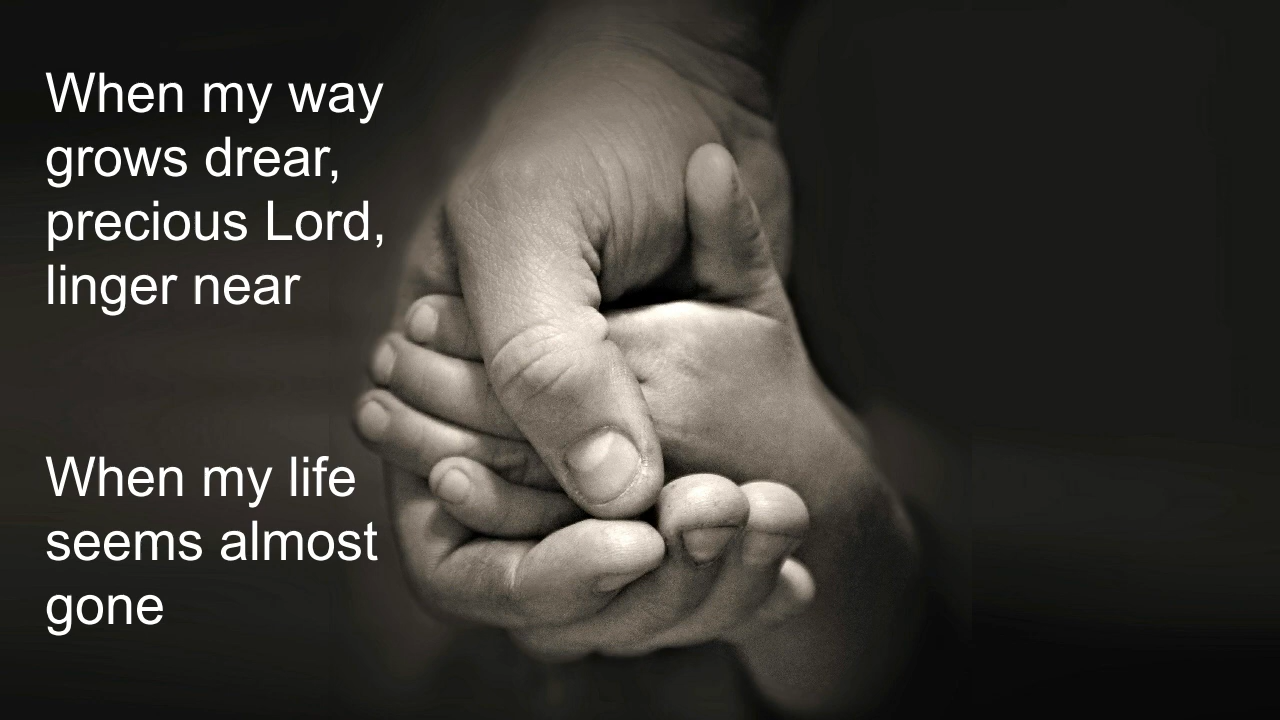 When my way
grows drear,
precious Lord,
linger near
When my life
seems almost
gone